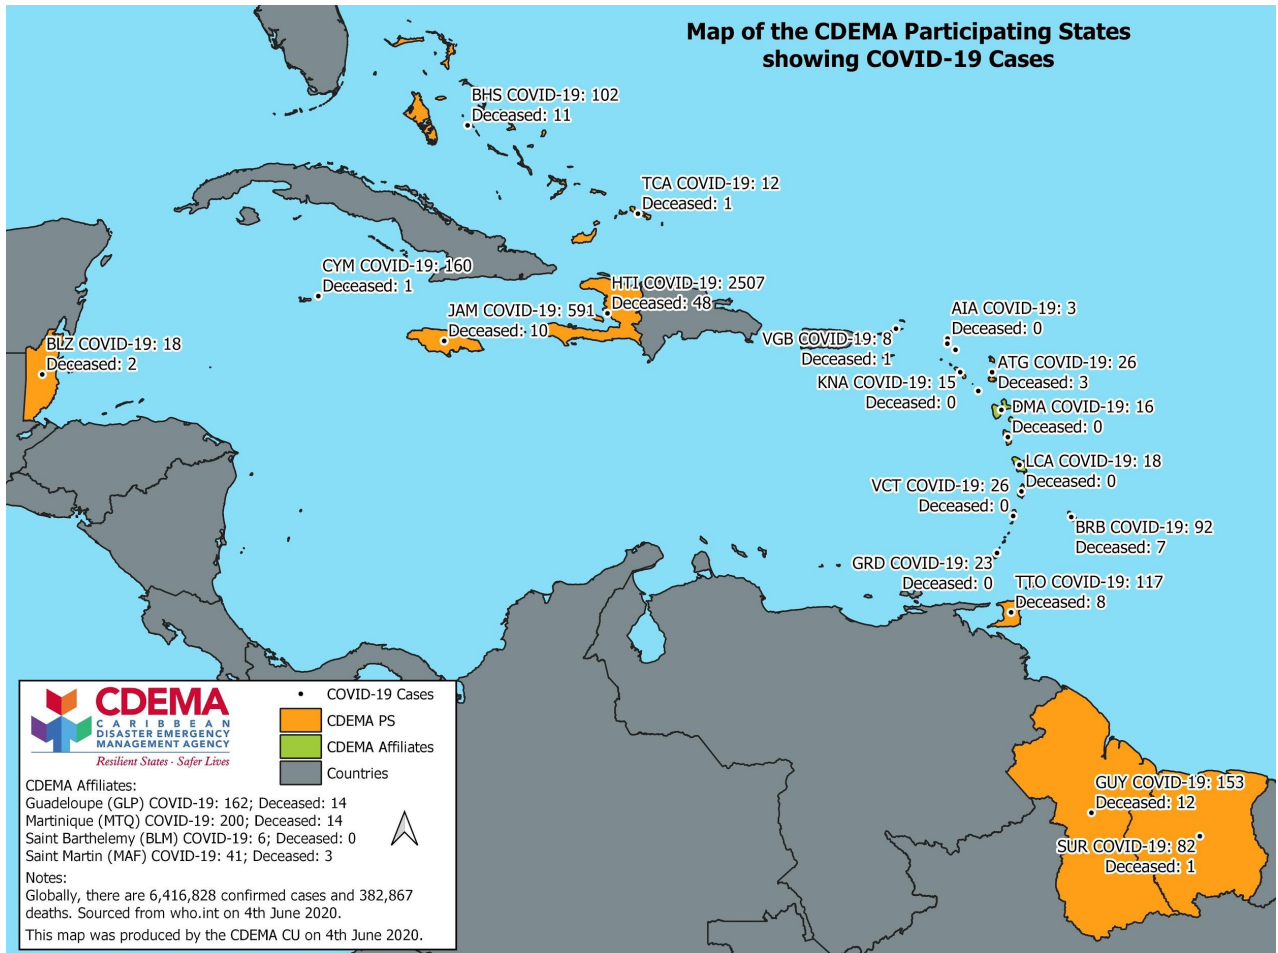 Map of the CDEMA Participating States
showing COVID-19 Cases
BHS COVID-19: 102
Deceased: 11
TCA COVID-19: 12
Deceased: 1
CYM COVID-19: 160
Deceased: 1
HTI COVID-19: 2507
Deceased: 48
JAM COVID-19: 591
Deceased: 10
BLZ COVID-19: 18
Deceased: 2
VGB COVID-19: 8
Deceased: 1
AIA COVID-19: 3
Deceased: 0
KNA COVID-19: 15
Deceased: 0
ATG COVID-19: 26
Deceased: 3
DMA COVID-19: 16
Deceased: 0
LCA COVID-19: 18
Deceased: 0
VCT COVID-19: 26
Deceased: 0
BRB COVID-19: 92
Deceased: 7
GRD COVID-19: 23
Deceased: 0
TTO COVID-19: 117
Deceased: 8
GUY COVID-19: 153
Deceased: 12
SUR COVID-19: 82
Deceased: 1
CDEMA
CARIBBEAN
DISASTER EMERGENCY
MANAGEMENT AGENCY
Resilient States · Safer Lives
COVID-19 Cases
CDEMA PS
CDEMA Affiliates
Countries
CDEMA Affiliates:
Guadeloupe (GLP) COVID-19: 162; Deceased: 14
Martinique (MTQ) COVID-19: 200; Deceased: 14
Saint Barthelemy (BLM) COVID-19: 6; Deceased: 0
Saint Martin (MAF) COVID-19: 41; Deceased: 3
Notes:
Globally, there are 6,416,828 confirmed cases and 382,867
deaths. Sourced from who.int on 4th June 2020.
This map was produced by the CDEMA CU on 4th June 2020.